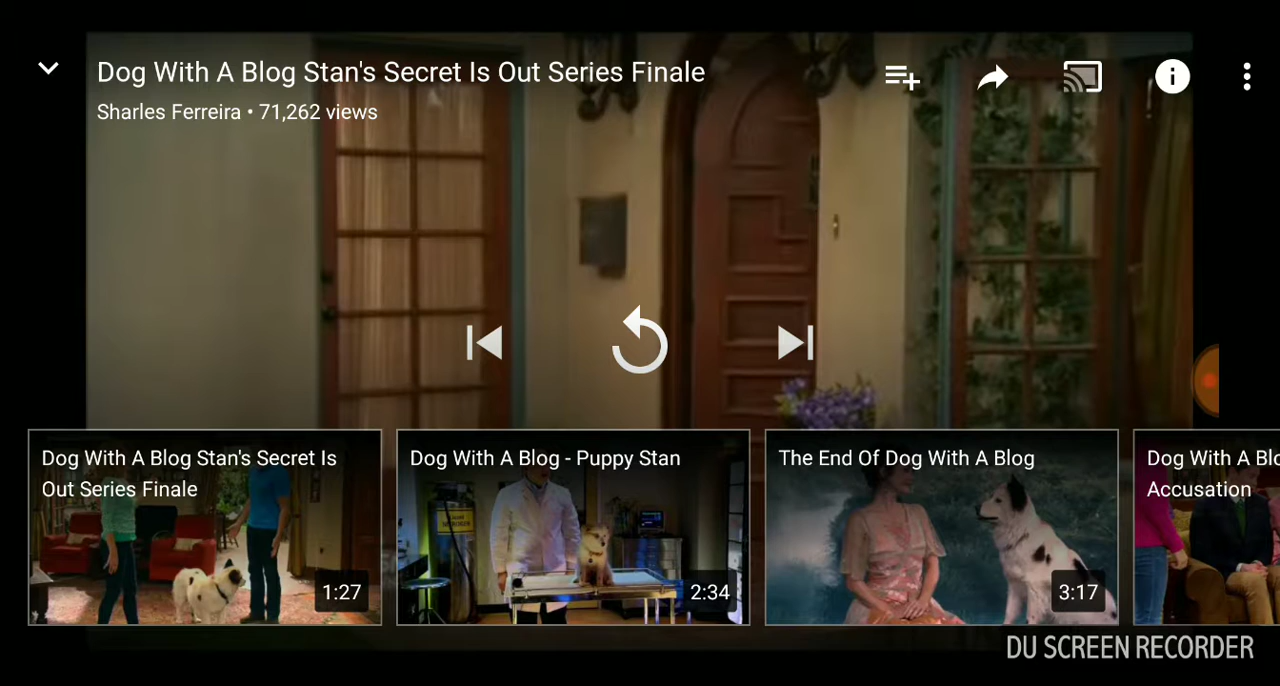 Dog With A Blog Stan's Secret Is Out Series Finale
Sharles Ferreira • 71,262 views
Dog With A Blog Stan's Secret Is
Out Series Finale
1:27
Dog With A Blog - Puppy Stan
2:34
The End Of Dog With A Blog
3:17
Dog With A
Accusation
DU SCREEN RECORDER